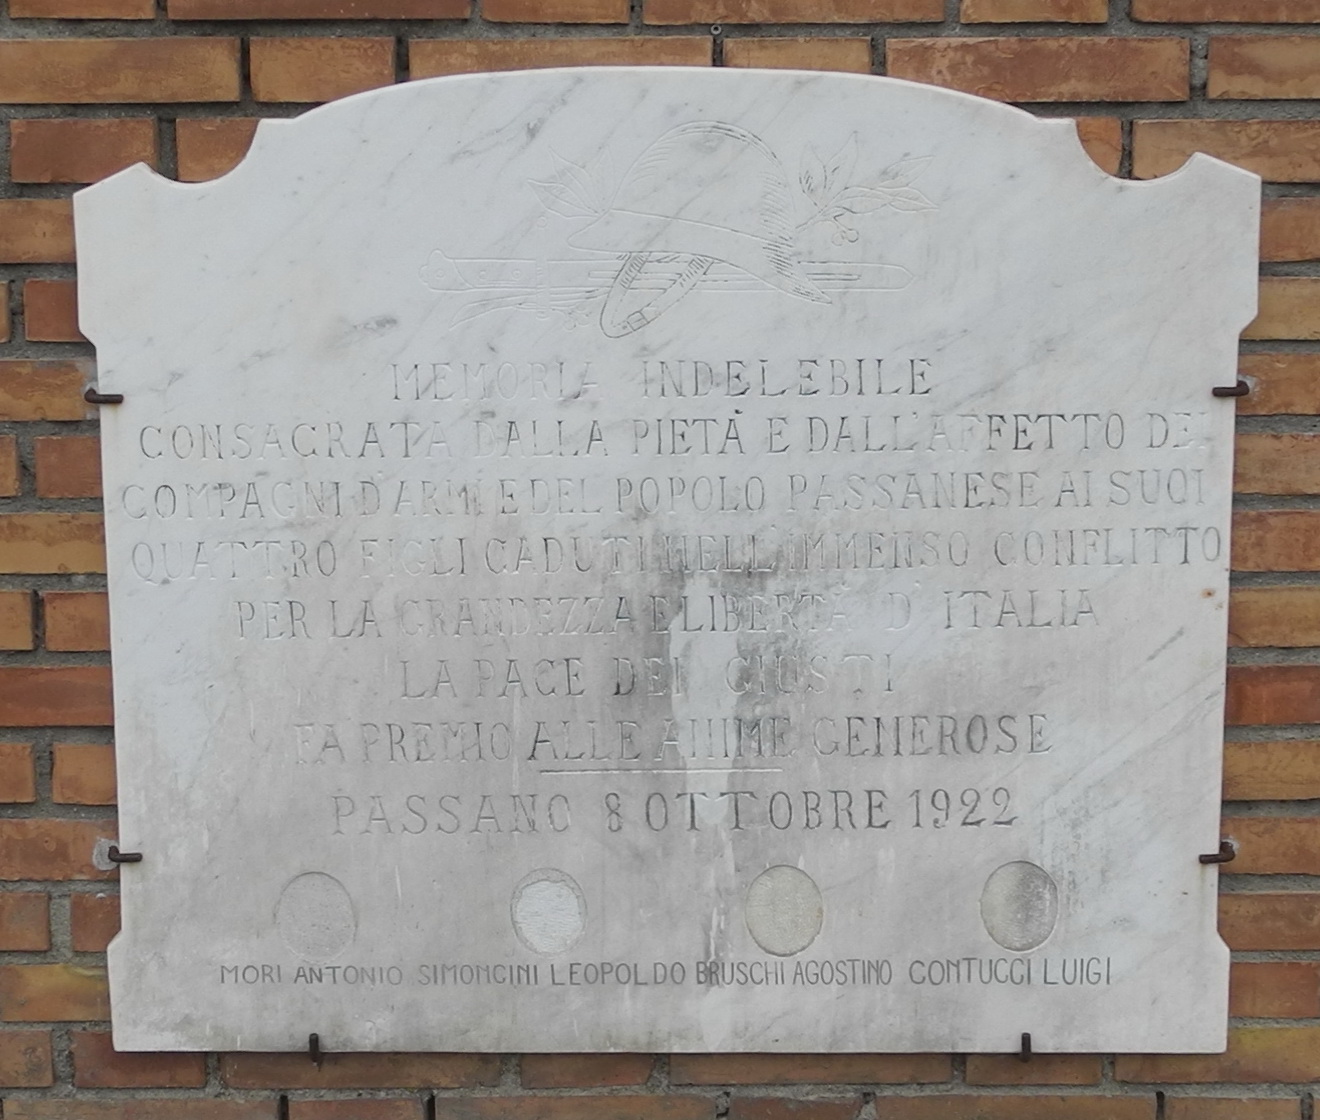 MEMORIA INDELEBILE
CONSAGRATA DALLA PIETÀ E DALL'AFFETTO DEI
COMPAGNI D'ARMI E DEL POPOLO PASSANESE AI SUOI
QUATTRO FIGLI CADUTI NELL'IMMENSO CONFLITTO
PER LA GRANDEZZA E LIBERTÀ D'ITALIA
LA PACE DEI GIUSTI
FA PREMIO ALLE ANIME GENEROSE
PASSANO 8 OTTOBRE 1922
MORI ANTONIO SIMONCINI LEOPOLDO BRUSCHI AGOSTINO CONTUCCI LUIGI